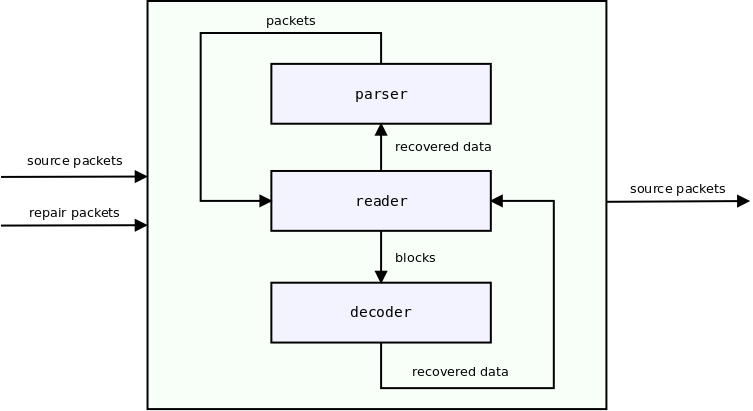 packets
parser
recovered data
source packets
reader
source packets
repair packets
blocks
decoder
recovered data